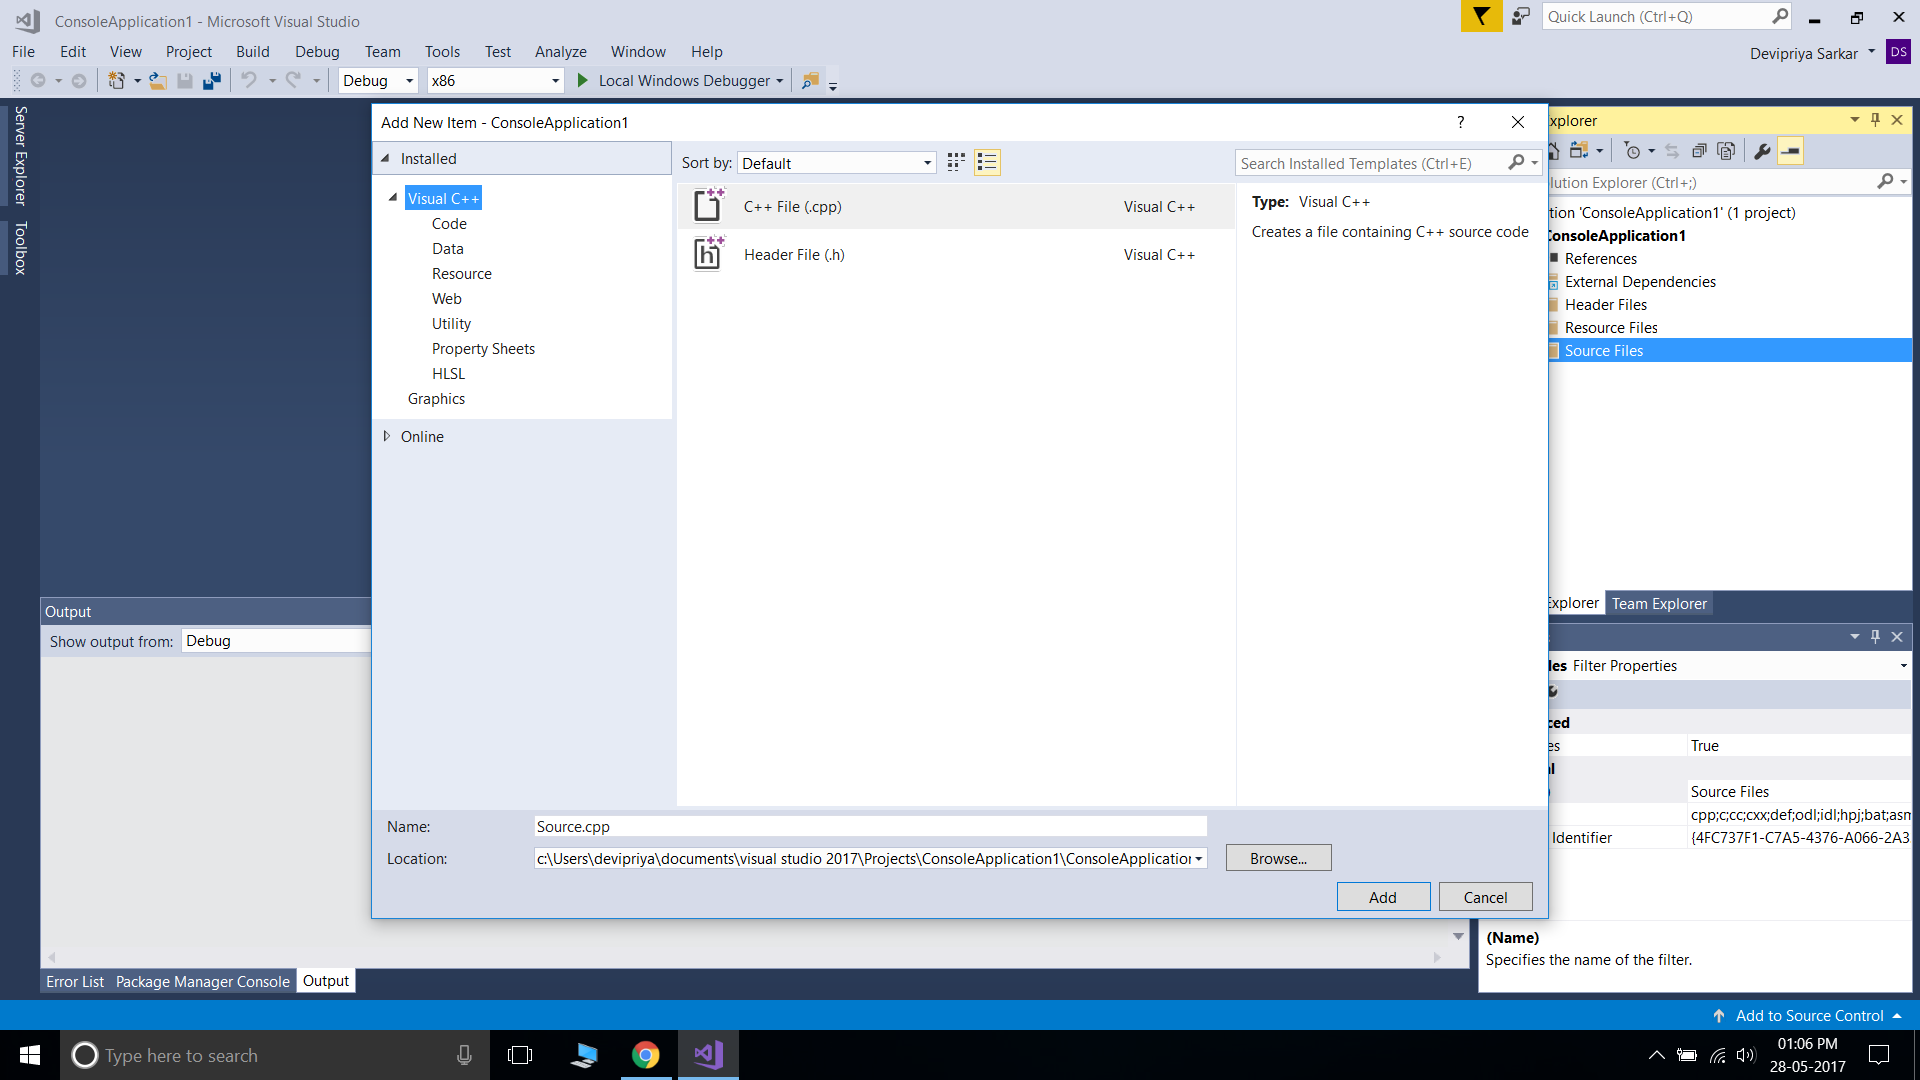 ConsoleApplication1 - Microsoft Visual Studio
Quick Launch (Ctrl+Q)
File Edit View Project Build Debug Team Tools Test Analyze Window Help
Devipriya Sarkar DS
Debug x86 Local Windows Debugger
Server Explorer
Toolbox
Add New Item - ConsoleApplication1
?
Installed
Sort by: Default
Search Installed Templates (Ctrl+E)
Visual C++
Code
Data
Resource
Web
Utility
Property Sheets
HLSL
Graphics
Online
C++ File (.cpp) Visual C++
Header File (.h) Visual C++
Type: Visual C++
Creates a file containing C++ source code
Name: Source.cpp
Location: c:\Users\devipriya\documents\visual studio 2017\Projects\ConsoleApplication1\ConsoleApplication
Browse...
Add Cancel
xplorer
lution Explorer (Ctrl+;)
tion 'ConsoleApplication1' (1 project)
ConsoleApplication1
References
External Dependencies
Header Files
Resource Files
Source Files
Explorer Team Explorer
les Filter Properties
ced
es True
al
Source Files
cpp;c;cc;cxx;def;odl;idl;hpj;bat;asm
Identifier {4FC737F1-C7A5-4376-A066-2A3
(Name)
Specifies the name of the filter.
Output
Show output from: Debug
Error List Package Manager Console Output
Add to Source Control
Type here to search
01:06 PM
28-05-2017